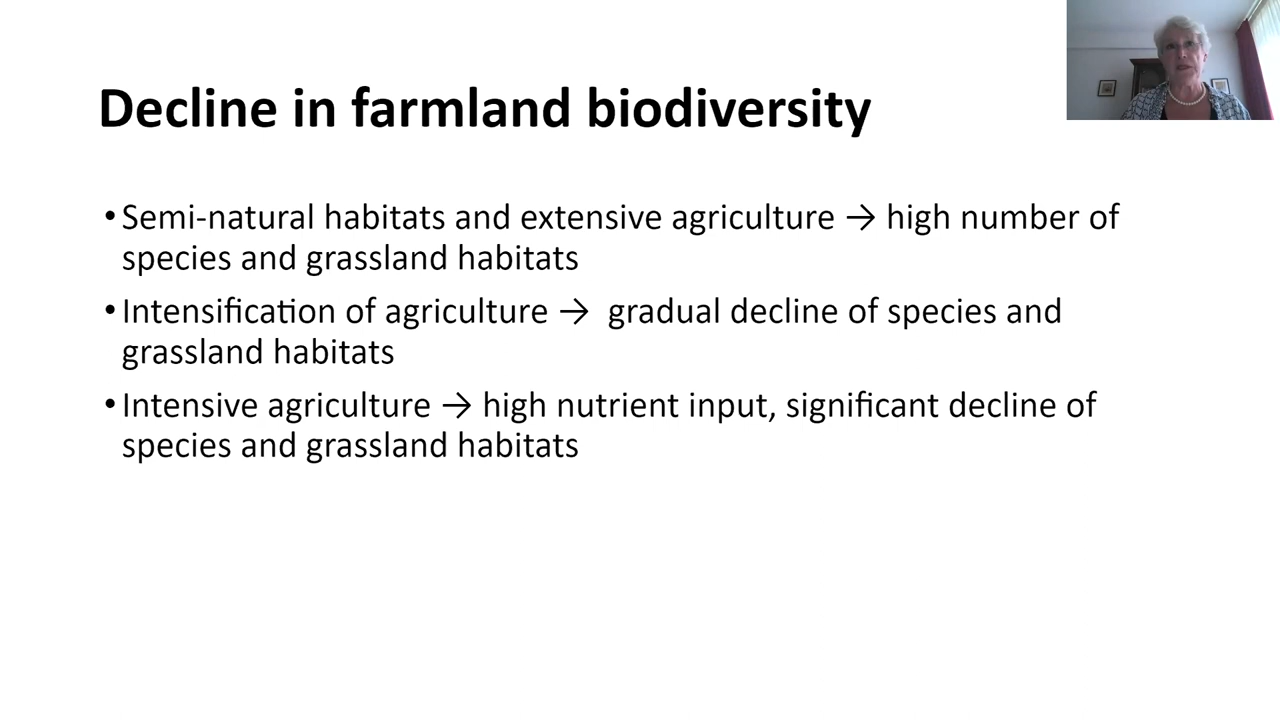 Decline in farmland biodiversity
• Semi-natural habitats and extensive agriculture → high number of
species and grassland habitats
• Intensification of agriculture → gradual decline of species and
grassland habitats
• Intensive agriculture → high nutrient input, significant decline of
species and grassland habitats